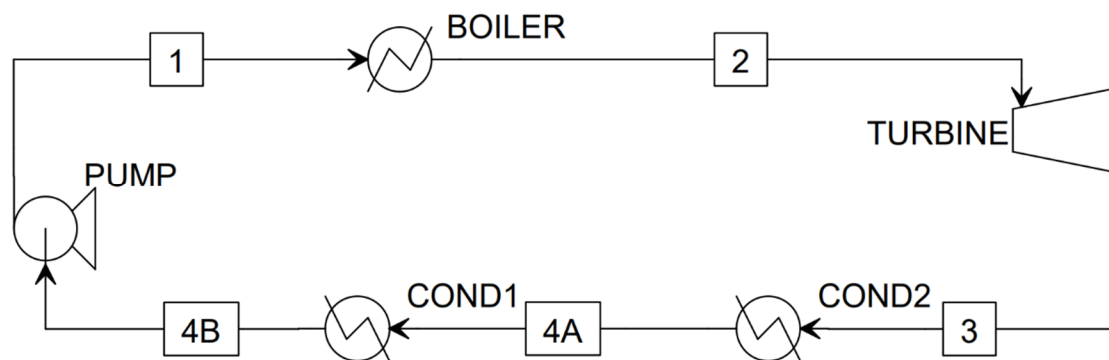 BOILER
1
2
TURBINE
PUMP
COND1
COND2
4B
4A
3